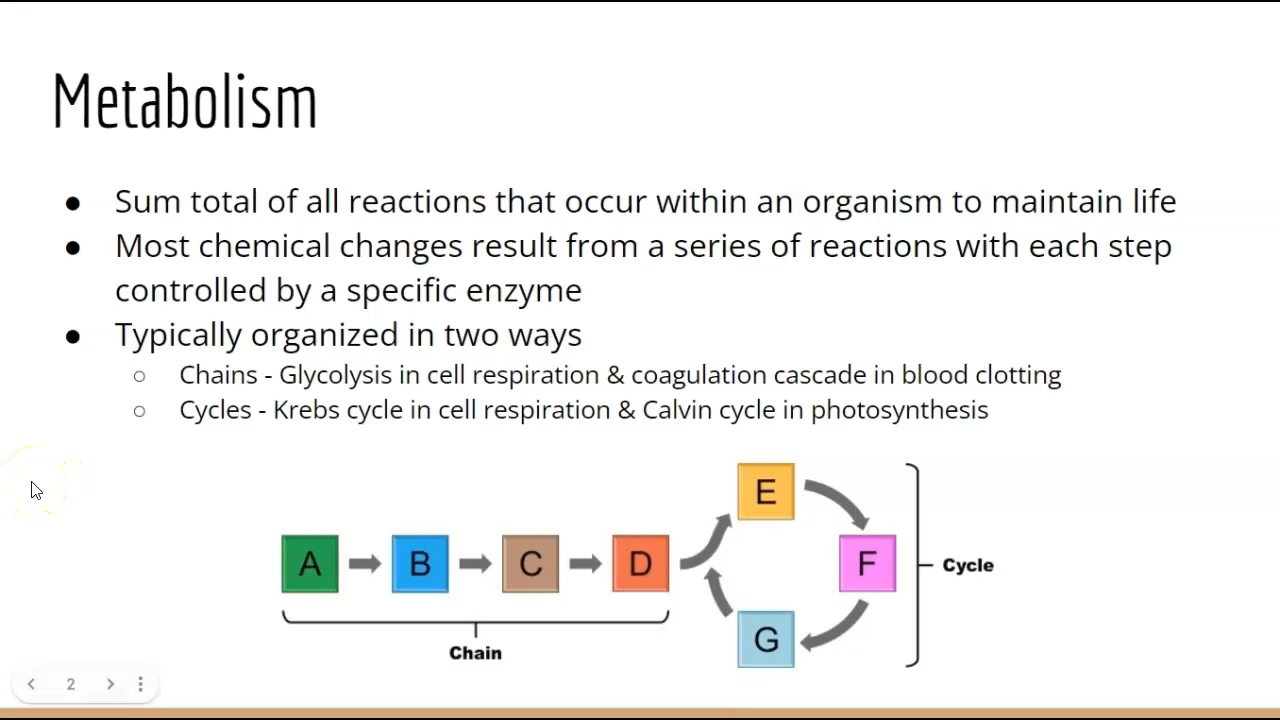 Metabolism
● Sum total of all reactions that occur within an organism to maintain life
● Most chemical changes result from a series of reactions with each step
controlled by a specific enzyme
● Typically organized in two ways
○ Chains - Glycolysis in cell respiration & coagulation cascade in blood clotting
○ Cycles - Krebs cycle in cell respiration & Calvin cycle in photosynthesis
E
A B C D F Cycle
G
Chain
2